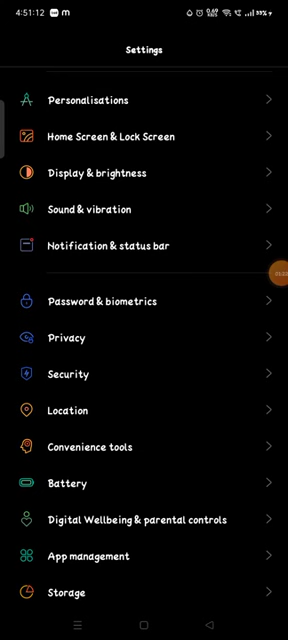 4:51:12
Settings
Personalisations
Home Screen & Lock Screen
Display & brightness
Sound & vibration
Notification & status bar
Password & biometrics
Privacy
Security
Location
Convenience tools
Battery
Digital Wellbeing & parental controls
App management
Storage